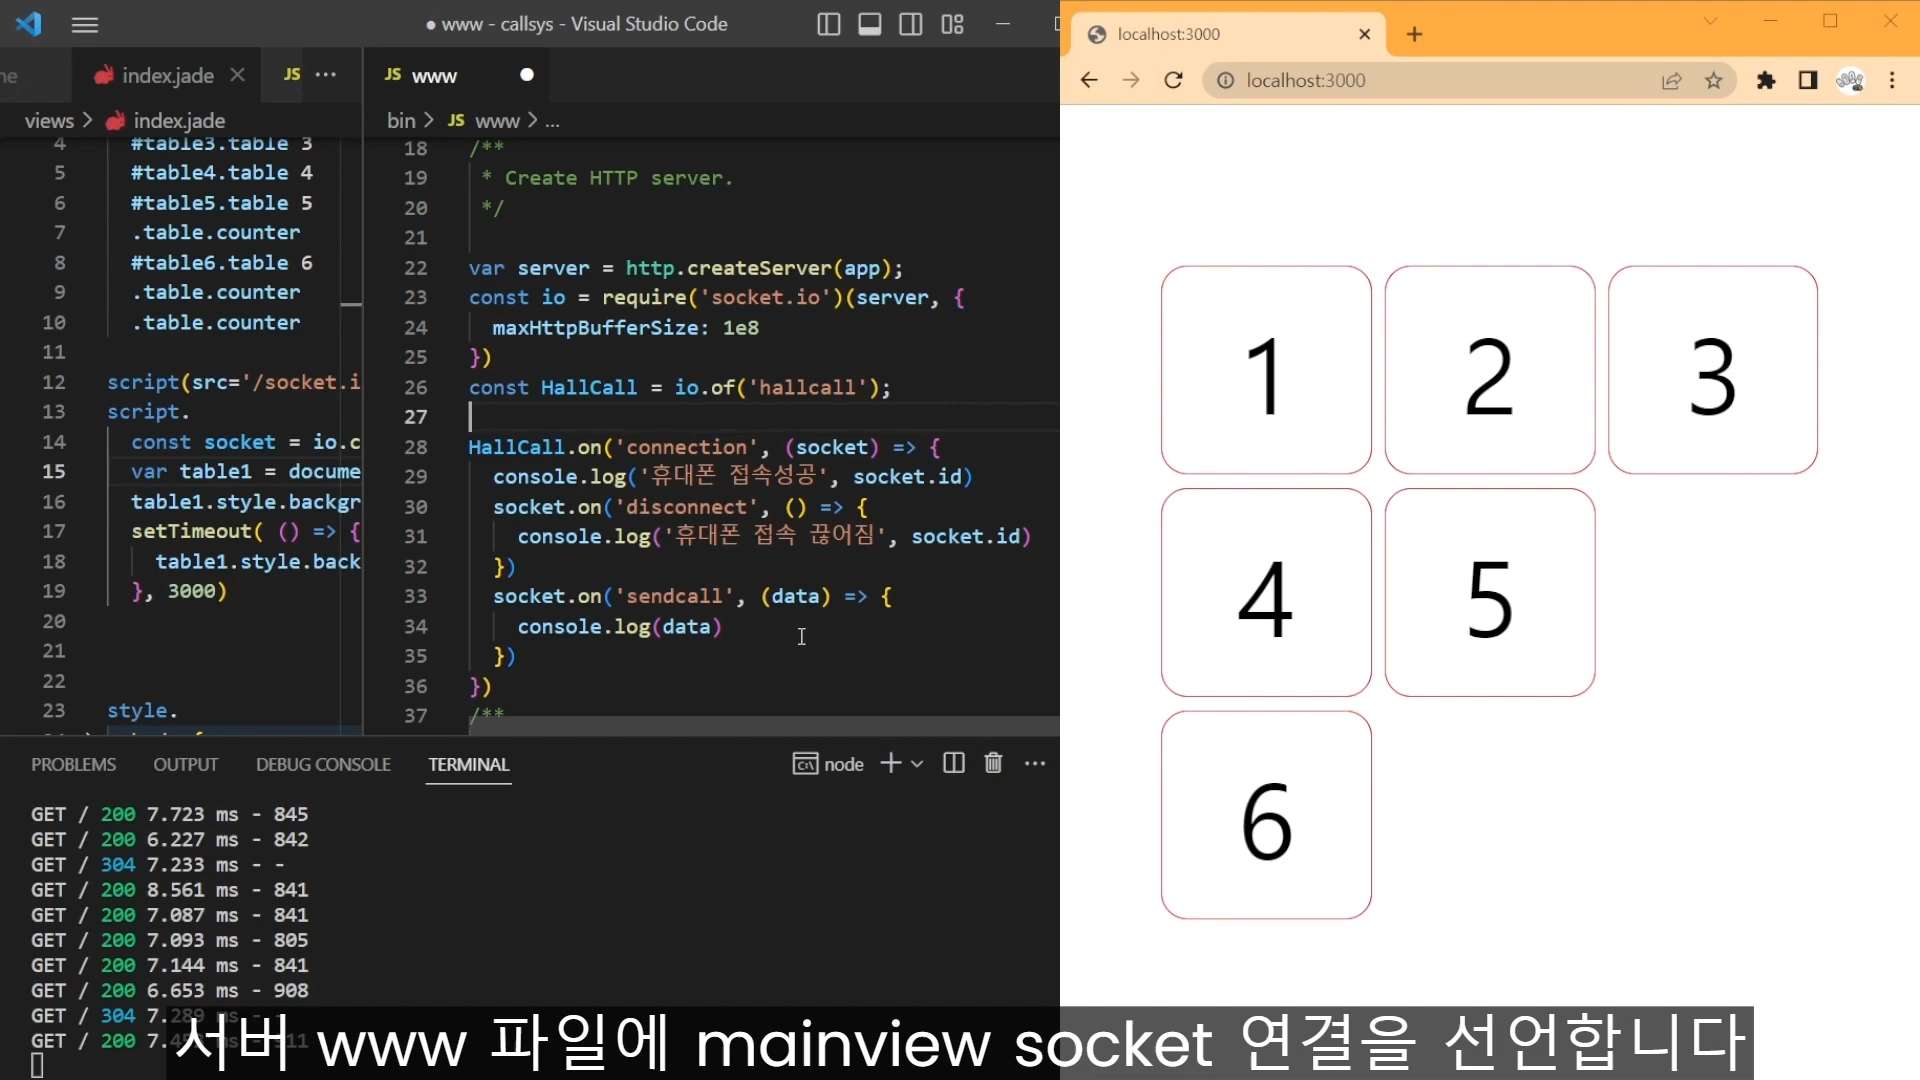 ● www - callsys - Visual Studio Code
index.jade
JS
JS www
views > index.jade
bin > JS www > ...
4 #table3.table 3
5 #table4.table 4
6 #table5.table 5
7 .table.counter
8 #table6.table 6
9 .table.counter
10 .table.counter
11
12 script(src='/socket.i
13 script.
14 const socket = io.c
15 var table1 = docume
16 table1.style.backgr
17 setTimeout( () => {
18 table1.style.back
19 }, 3000)
20
21
22
23 style.
18 /**
19 * Create HTTP server.
20 */
21
22 var server = http.createServer(app);
23 const io = require('socket.io')(server, {
24 maxHttpBufferSize: 1e8
25 })
26 const HallCall = io.of('hallcall');
27
28 HallCall.on('connection', (socket) => {
29 console.log('휴대폰 접속성공', socket.id)
30 socket.on('disconnect', () => {
31 console.log('휴대폰 접속 끊어짐', socket.id)
32 })
33 socket.on('sendcall', (data) => {
34 console.log(data)
35 })
36 })
37 /**
PROBLEMS OUTPUT DEBUG CONSOLE TERMINAL
node
GET / 200 7.723 ms - 845
GET / 200 6.227 ms - 842
GET / 304 7.233 ms - -
GET / 200 8.561 ms - 841
GET / 200 7.087 ms - 841
GET / 200 7.093 ms - 805
GET / 200 7.144 ms - 841
GET / 200 6.653 ms - 908
GET / 304
GET / 200
localhost:3000
localhost:3000
1 2 3
4 5
6
서버 www 파일에 mainview socket 연결을 선언합니다